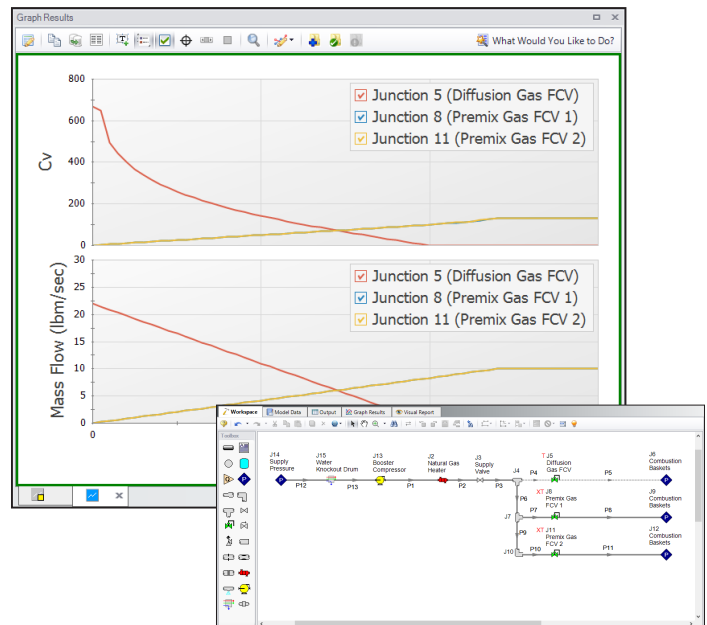 Graph Results
What Would You Like to Do?
Cv
800
600
400
200
0
Junction 5 (Diffusion Gas FCV)
Junction 8 (Premix Gas FCV 1)
Junction 11 (Premix Gas FCV 2)
Mass Flow (lbm/sec)
30
25
20
15
10
5
0
Junction 5 (Diffusion Gas FCV)
Junction 8 (Premix Gas FCV 1)
Junction 11 (Premix Gas FCV 2)
0
Workspace Model Data Output Graph Results Visual Report
Toolbox
J14
Supply
Pressure
J15
Water
Knockout Drum
J13
Booster
Compressor
J2
Natural Gas
Heater
J3
Supply
Valve
J4
T J5
Diffusion
Gas FCV
J6
Combustion
Baskets
P12 P13 P1 P2 P3 P4 P5
P6
XT J8
Premix Gas
FCV 1
J9
Combustion
Baskets
J7 P7 P8
P9
XT J11
Premix Gas
FCV 2
J12
Combustion
Baskets
J10 P10 P11